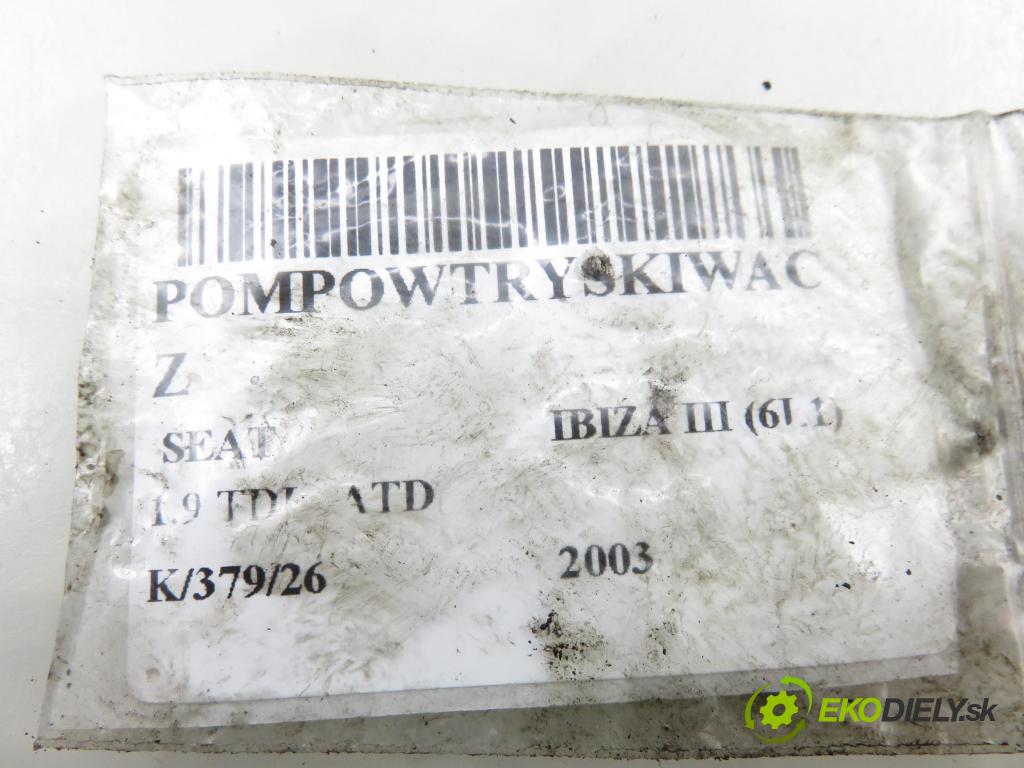 POMPOWTRYSKIWAC
Z
SEAT IBIZA III (6L1)
1.9 TDI ATD
K/379/26 2003
EKODIELY.sk